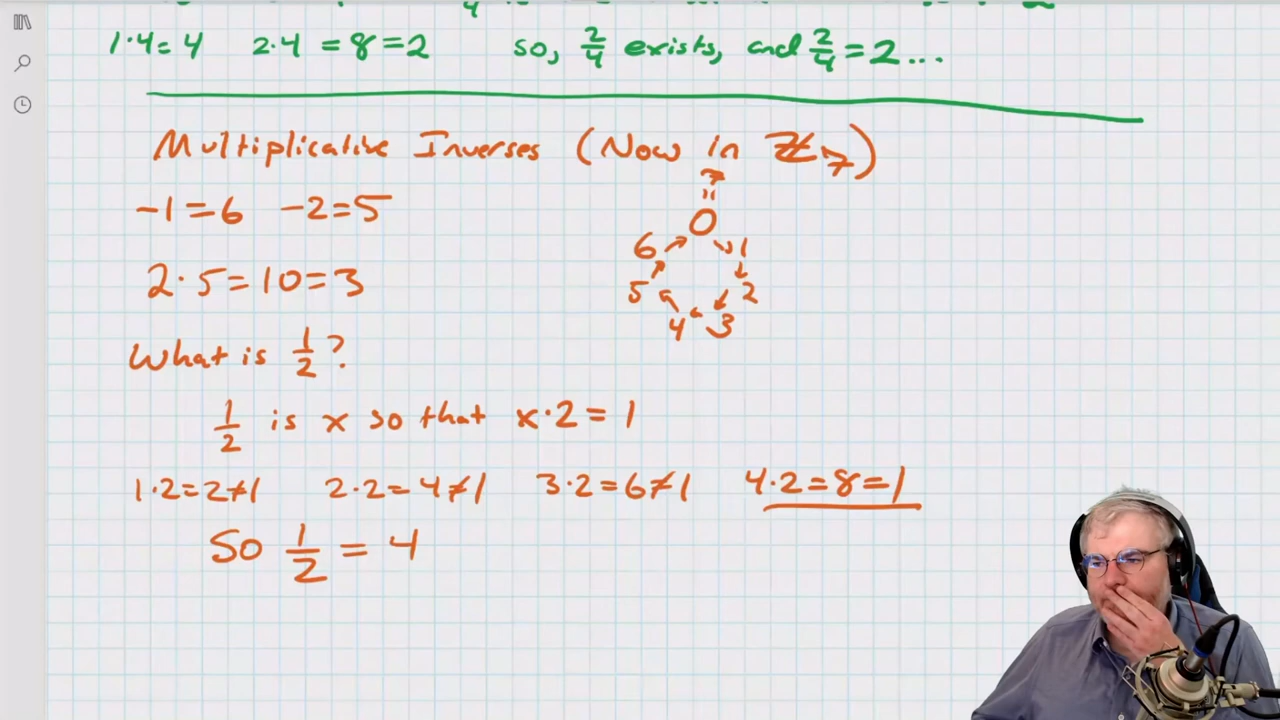 1·4=4 2·4 =8=2 so, 2/4 exists, and 2/4=2...
Multiplicative Inverses (Now in ℤ7)
-1=6 -2=5
7
=
0
6 1
5 2
4 3
2·5=10=3
What is 1/2?
1/2 is x so that x·2=1
1·2=2≠1 2·2=4≠1 3·2=6≠1 4·2=8=1
So 1/2 = 4